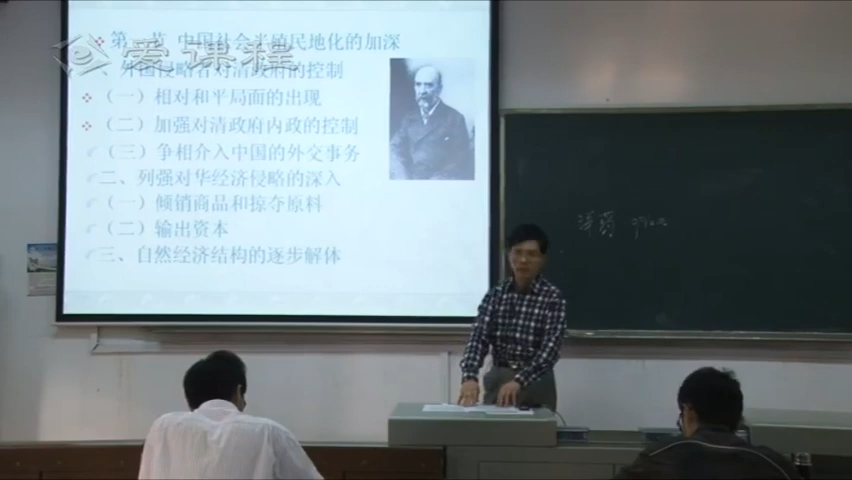 第一节 中国社会半殖民地化的加深
爱课程
一、外国侵略者对清政府的控制
（一）相对和平局面的出现
（二）加强对清政府内政的控制
（三）争相介入中国的外交事务
二、列强对华经济侵略的深入
（一）倾销商品和掠夺原料
（二）输出资本
三、自然经济结构的逐步解体
洋药